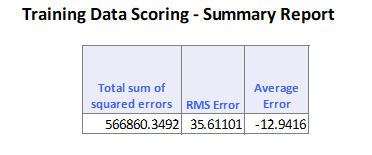 Training Data Scoring - Summary Report
Total sum of squared errors RMS Error Average Error
566860.3492 35.61101 -12.9416